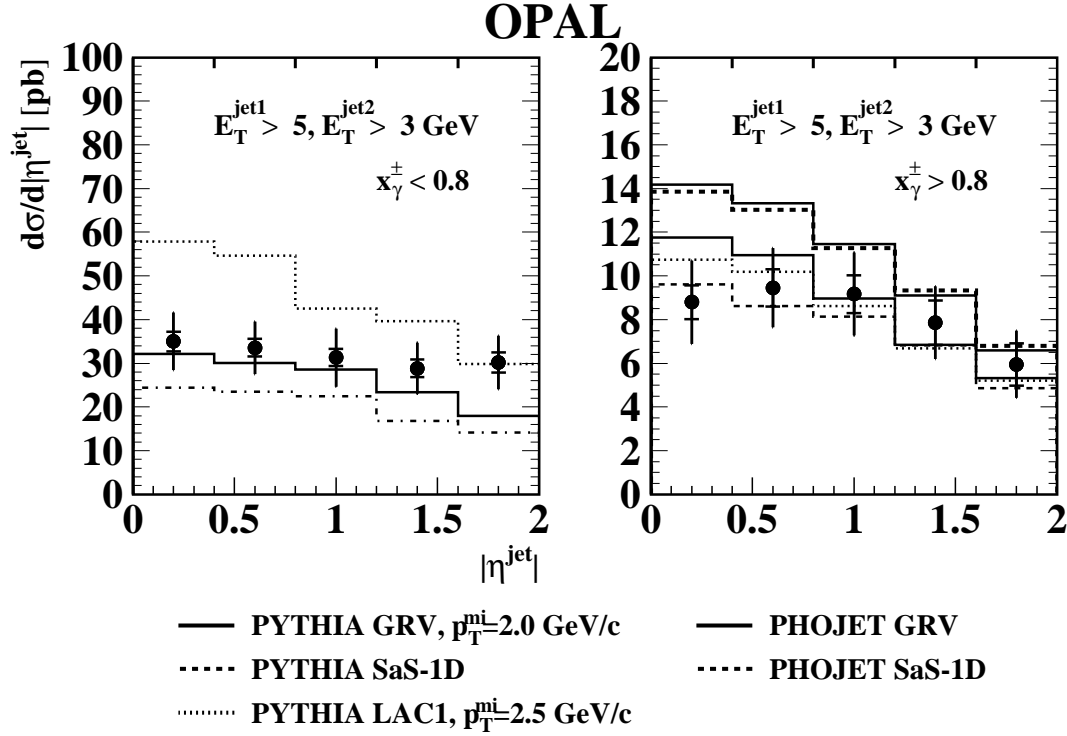 OPAL
dσ/d|η^jet| [pb]
100
90
80
70
60
50
40
30
20
10
0
E_T^jet1 > 5, E_T^jet2 > 3 GeV
x_γ^± < 0.8
0 0.5 1 1.5 2
20
18
16
14
12
10
8
6
4
2
0
E_T^jet1 > 5, E_T^jet2 > 3 GeV
x_γ^± > 0.8
0 0.5 1 1.5 2
|η^jet|
PYTHIA GRV, p_T^mi=2.0 GeV/c
PYTHIA SaS-1D
PYTHIA LAC1, p_T^mi=2.5 GeV/c
PHOJET GRV
PHOJET SaS-1D